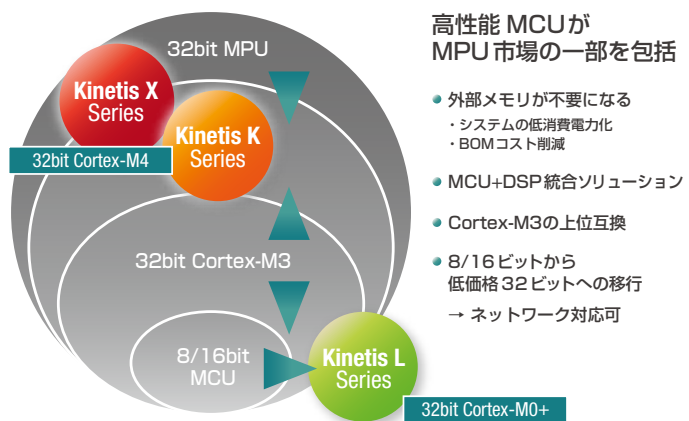 32bit MPU
Kinetis X
Series
Kinetis K
Series
32bit Cortex-M4
32bit Cortex-M3
8/16bit
MCU
Kinetis L
Series
32bit Cortex-M0+
高性能 MCUが
MPU市場の一部を包括
• 外部メモリが不要になる
・システムの低消費電力化
・BOMコスト削減
• MCU+DSP統合ソリューション
• Cortex-M3の上位互換
• 8/16ビットから
低価格32ビットへの移行
→ ネットワーク対応可